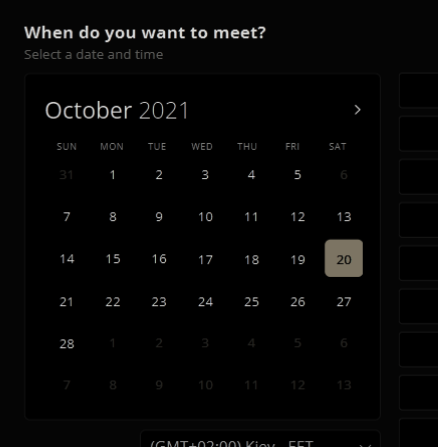 When do you want to meet?
Select a date and time
October 2021
SUN MON TUE WED THU FRI SAT
31 1 2 3 4 5 6
7 8 9 10 11 12 13
14 15 16 17 18 19 20
21 22 23 24 25 26 27
28 1 2 3 4 5 6
7 8 9 10 11 12 13
(GMT+02:00) Kiev - EET